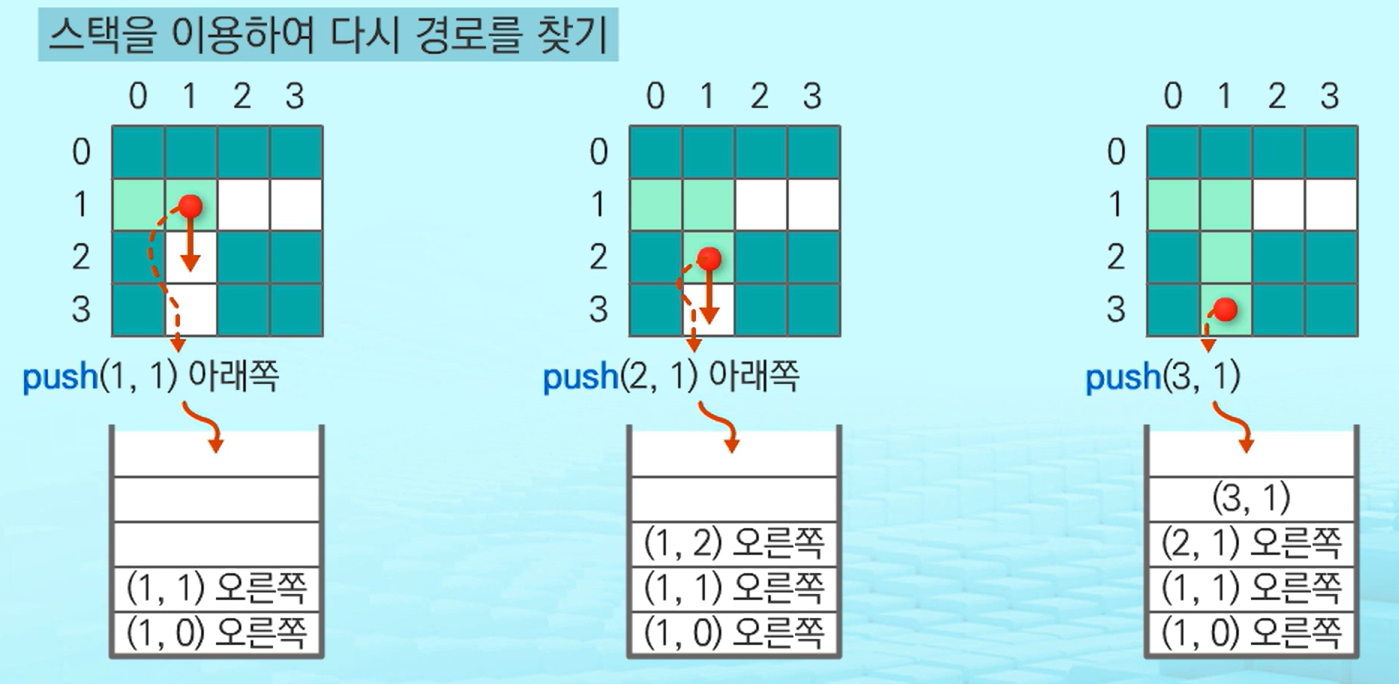 스택을 이용하여 다시 경로를 찾기
0 1 2 3
0
1
2
3
push(1, 1) 아래쪽
(1, 1) 오른쪽
(1, 0) 오른쪽
0 1 2 3
0
1
2
3
push(2, 1) 아래쪽
(1, 2) 오른쪽
(1, 1) 오른쪽
(1, 0) 오른쪽
0 1 2 3
0
1
2
3
push(3, 1)
(3, 1)
(2, 1) 오른쪽
(1, 1) 오른쪽
(1, 0) 오른쪽